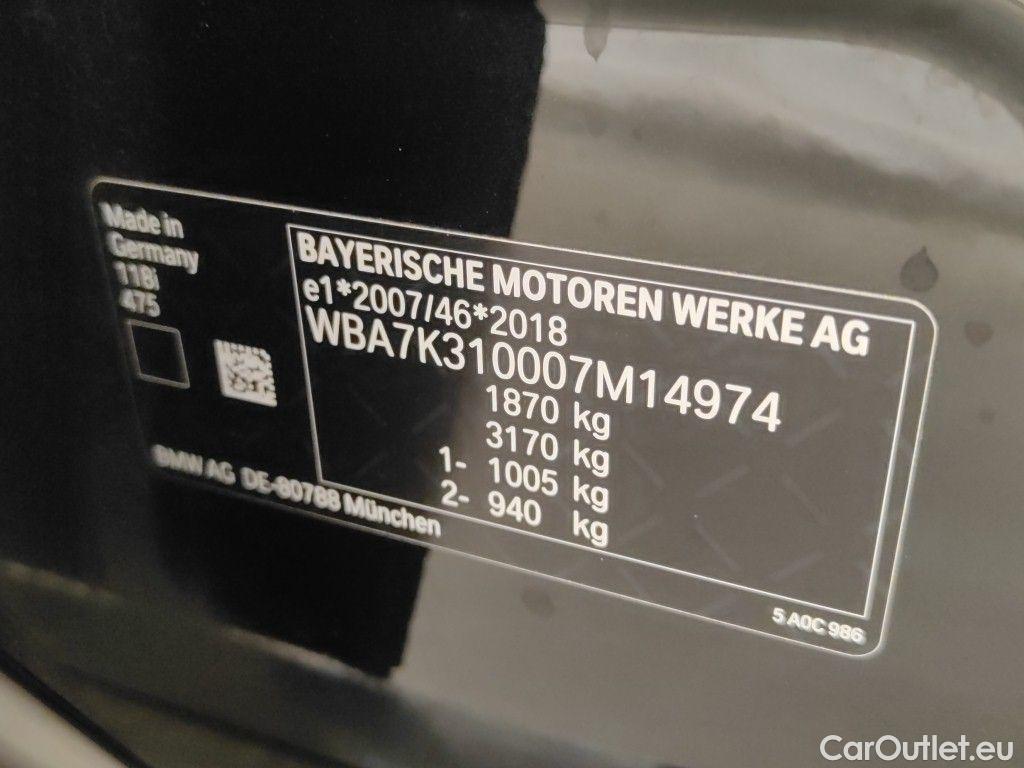 Made in
Germany
118i
475
BAYERISCHE MOTOREN WERKE AG
e1*2007/46*2018
WBA7K310007M14974
1870 kg
3170 kg
1- 1005 kg
2- 940 kg
BMW AG DE-80788 München
5 A0C 986
CarOutlet.eu